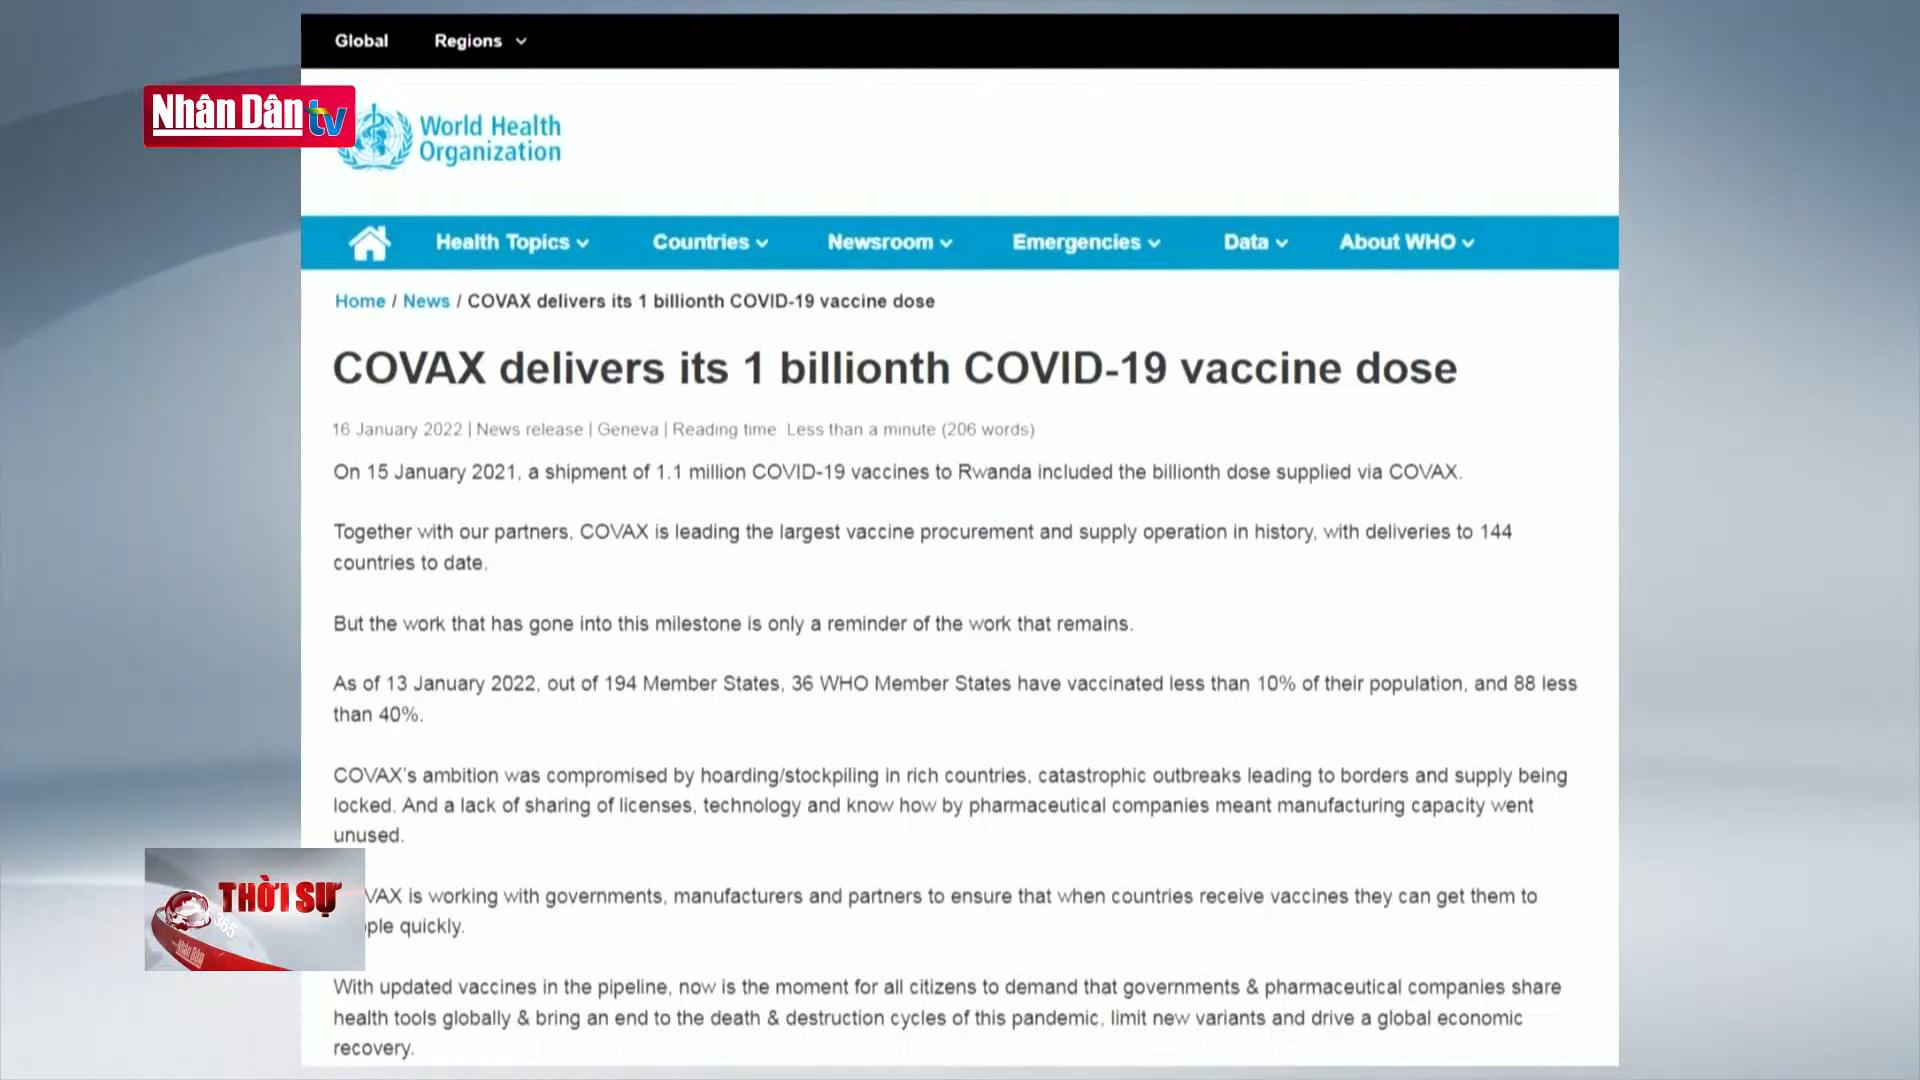 Global Regions
Nhân Dân tv
World Health
Organization
Health Topics Countries Newsroom Emergencies Data About WHO
Home / News / COVAX delivers its 1 billionth COVID-19 vaccine dose
COVAX delivers its 1 billionth COVID-19 vaccine dose
16 January 2022 | News release | Geneva | Reading time Less than a minute (206 words)
On 15 January 2021, a shipment of 1.1 million COVID-19 vaccines to Rwanda included the billionth dose supplied via COVAX.
Together with our partners, COVAX is leading the largest vaccine procurement and supply operation in history, with deliveries to 144
countries to date.
But the work that has gone into this milestone is only a reminder of the work that remains.
As of 13 January 2022, out of 194 Member States, 36 WHO Member States have vaccinated less than 10% of their population, and 88 less
than 40%.
COVAX's ambition was compromised by hoarding/stockpiling in rich countries, catastrophic outbreaks leading to borders and supply being
locked. And a lack of sharing of licenses, technology and know how by pharmaceutical companies meant manufacturing capacity went
unused.
VAX is working with governments, manufacturers and partners to ensure that when countries receive vaccines they can get them to
ple quickly.
THỜI SỰ
365
Nhân Dân
With updated vaccines in the pipeline, now is the moment for all citizens to demand that governments & pharmaceutical companies share
health tools globally & bring an end to the death & destruction cycles of this pandemic, limit new variants and drive a global economic
recovery.